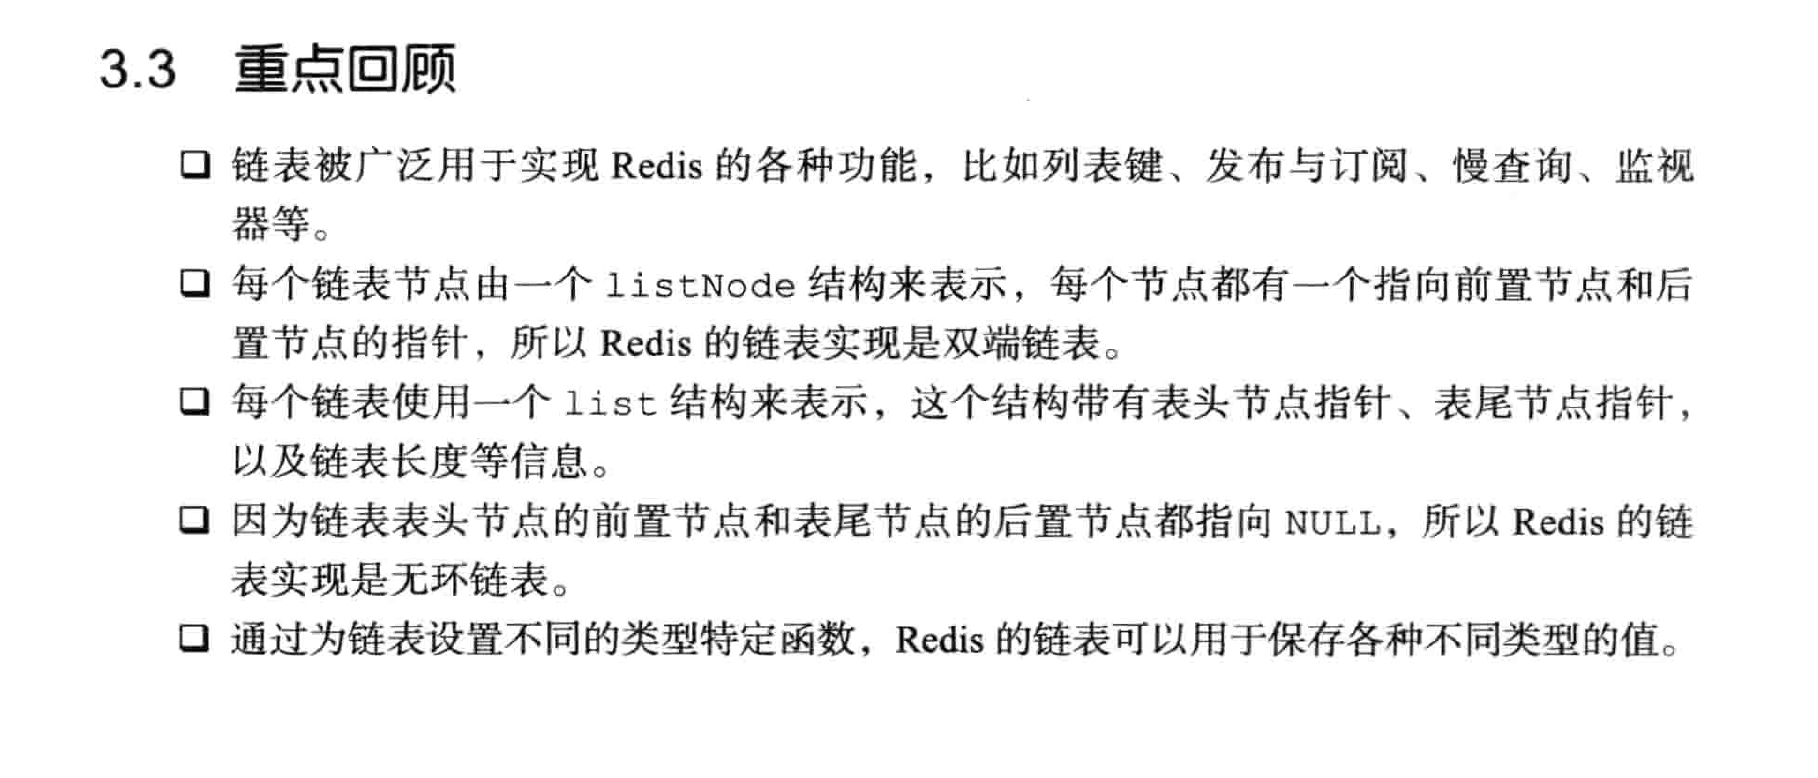 3.3 重点回顾
❏ 链表被广泛用于实现 Redis 的各种功能，比如列表键、发布与订阅、慢查询、监视
器等。
❏ 每个链表节点由一个 listNode 结构来表示，每个节点都有一个指向前置节点和后
置节点的指针，所以 Redis 的链表实现是双端链表。
❏ 每个链表使用一个 list 结构来表示，这个结构带有表头节点指针、表尾节点指针，
以及链表长度等信息。
❏ 因为链表表头节点的前置节点和表尾节点的后置节点都指向 NULL，所以 Redis 的链
表实现是无环链表。
❏ 通过为链表设置不同的类型特定函数，Redis 的链表可以用于保存各种不同类型的值。